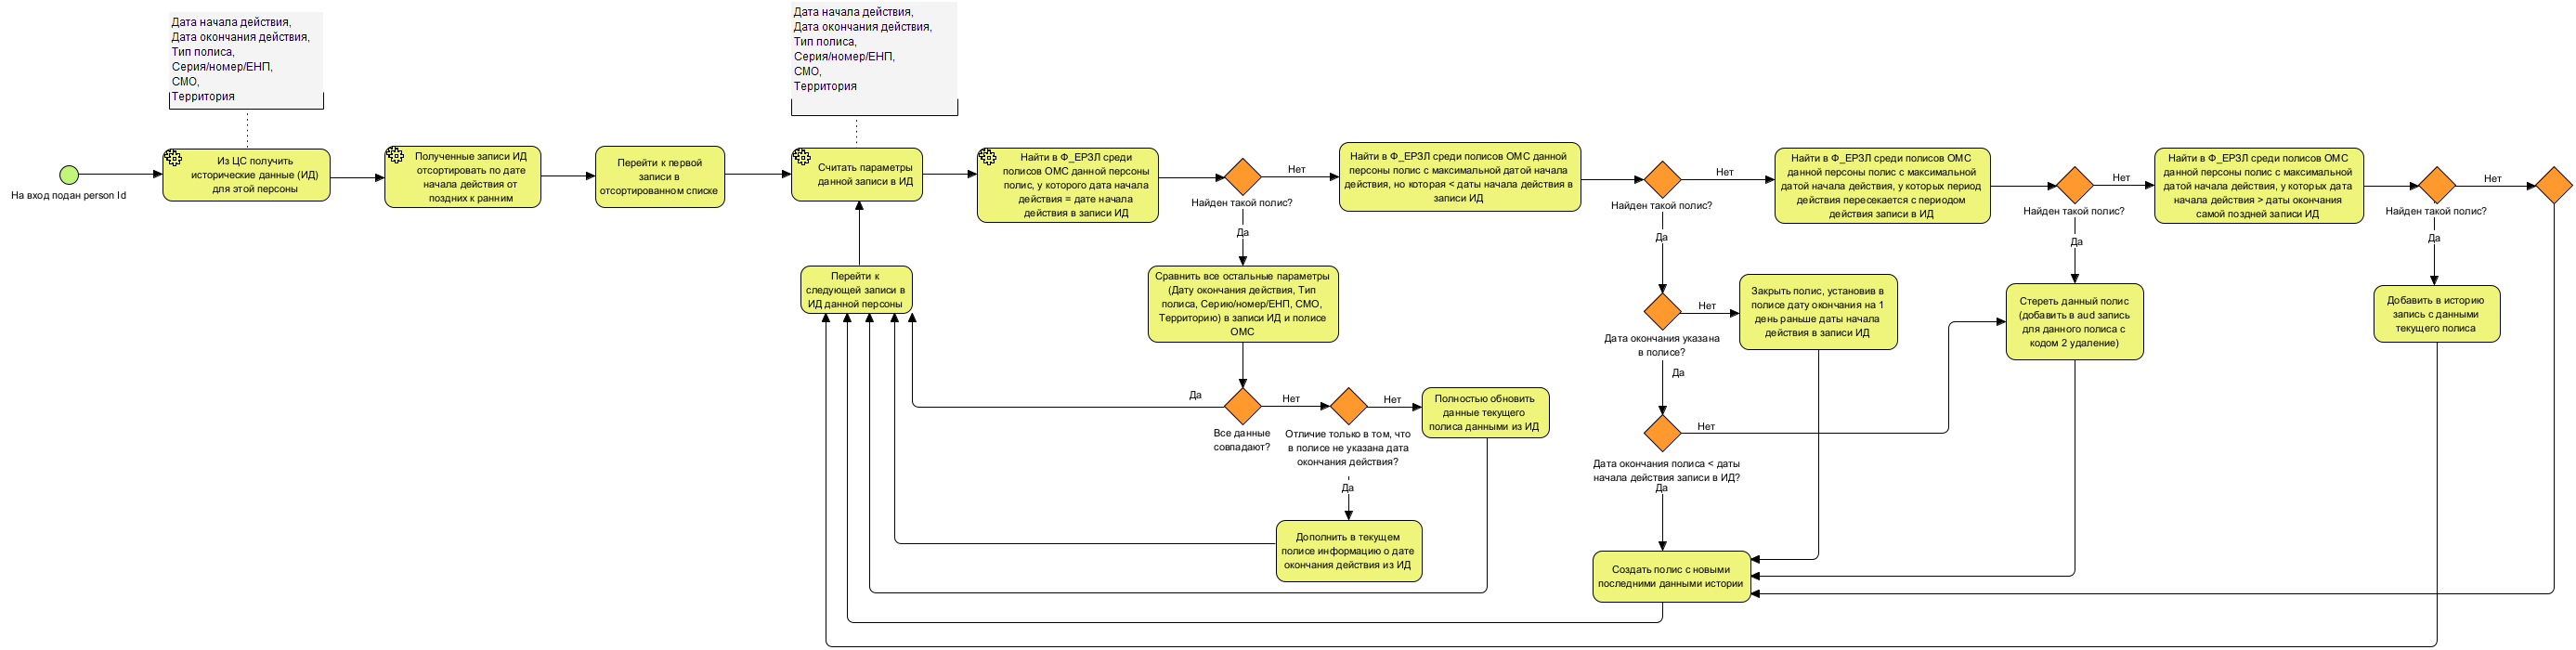 Дата начала действия,
Дата окончания действия,
Тип полиса,
Серия/номер/ЕНП,
СМО,
Территория
Дата начала действия,
Дата окончания действия,
Тип полиса,
Серия/номер/ЕНП,
СМО,
Территория
На вход подан person Id
Из ЦС получить
исторические данные (ИД)
для этой персоны
Полученные записи ИД
отсортировать по дате
начала действия от
поздних к ранним
Перейти к первой
записи в
отсортированном списке
Считать параметры
данной записи в ИД
Найти в Ф_ЕРЗЛ среди
полисов ОМС данной персоны
полис, у которого дата начала
действия = дате начала
действия в записи ИД
Найден такой полис?
Нет
Да
Найти в Ф_ЕРЗЛ среди полисов ОМС данной
персоны полис с максимальной датой начала
действия, но которая < даты начала действия в
записи ИД
Найден такой полис?
Нет
Да
Найти в Ф_ЕРЗЛ среди полисов ОМС
данной персоны полис с максимальной
датой начала действия, у которых период
действия пересекается с периодом
действия записи в ИД
Найден такой полис?
Нет
Да
Найти в Ф_ЕРЗЛ среди полисов ОМС
данной персоны полис с максимальной
датой начала действия, у которых дата
начала действия > даты окончания
самой поздней записи ИД
Найден такой полис?
Нет
Да
Перейти к
следующей записи в
ИД данной персоны
Сравнить все остальные параметры
(Дату окончания действия, Тип
полиса, Серию/номер/ЕНП, СМО,
Территорию) в записи ИД и полисе
ОМС
Дата окончания указана
в полисе?
Нет
Да
Закрыть полис, установив в
полисе дату окончания на 1
день раньше даты начала
действия в записи ИД
Стереть данный полис
(добавить в aud запись
для данного полиса с
кодом 2 удаление)
Добавить в историю
запись с данными
текущего полиса
Да
Все данные
совпадают?
Нет
Отличие только в том, что
в полисе не указана дата
окончания действия?
Нет
Да
Полностью обновить
данные текущего
полиса данными из ИД
Нет
Дата окончания полиса < даты
начала действия записи в ИД?
Да
Дополнить в текущем
полисе информацию о дате
окончания действия из ИД
Создать полис с новыми
последними данными истории